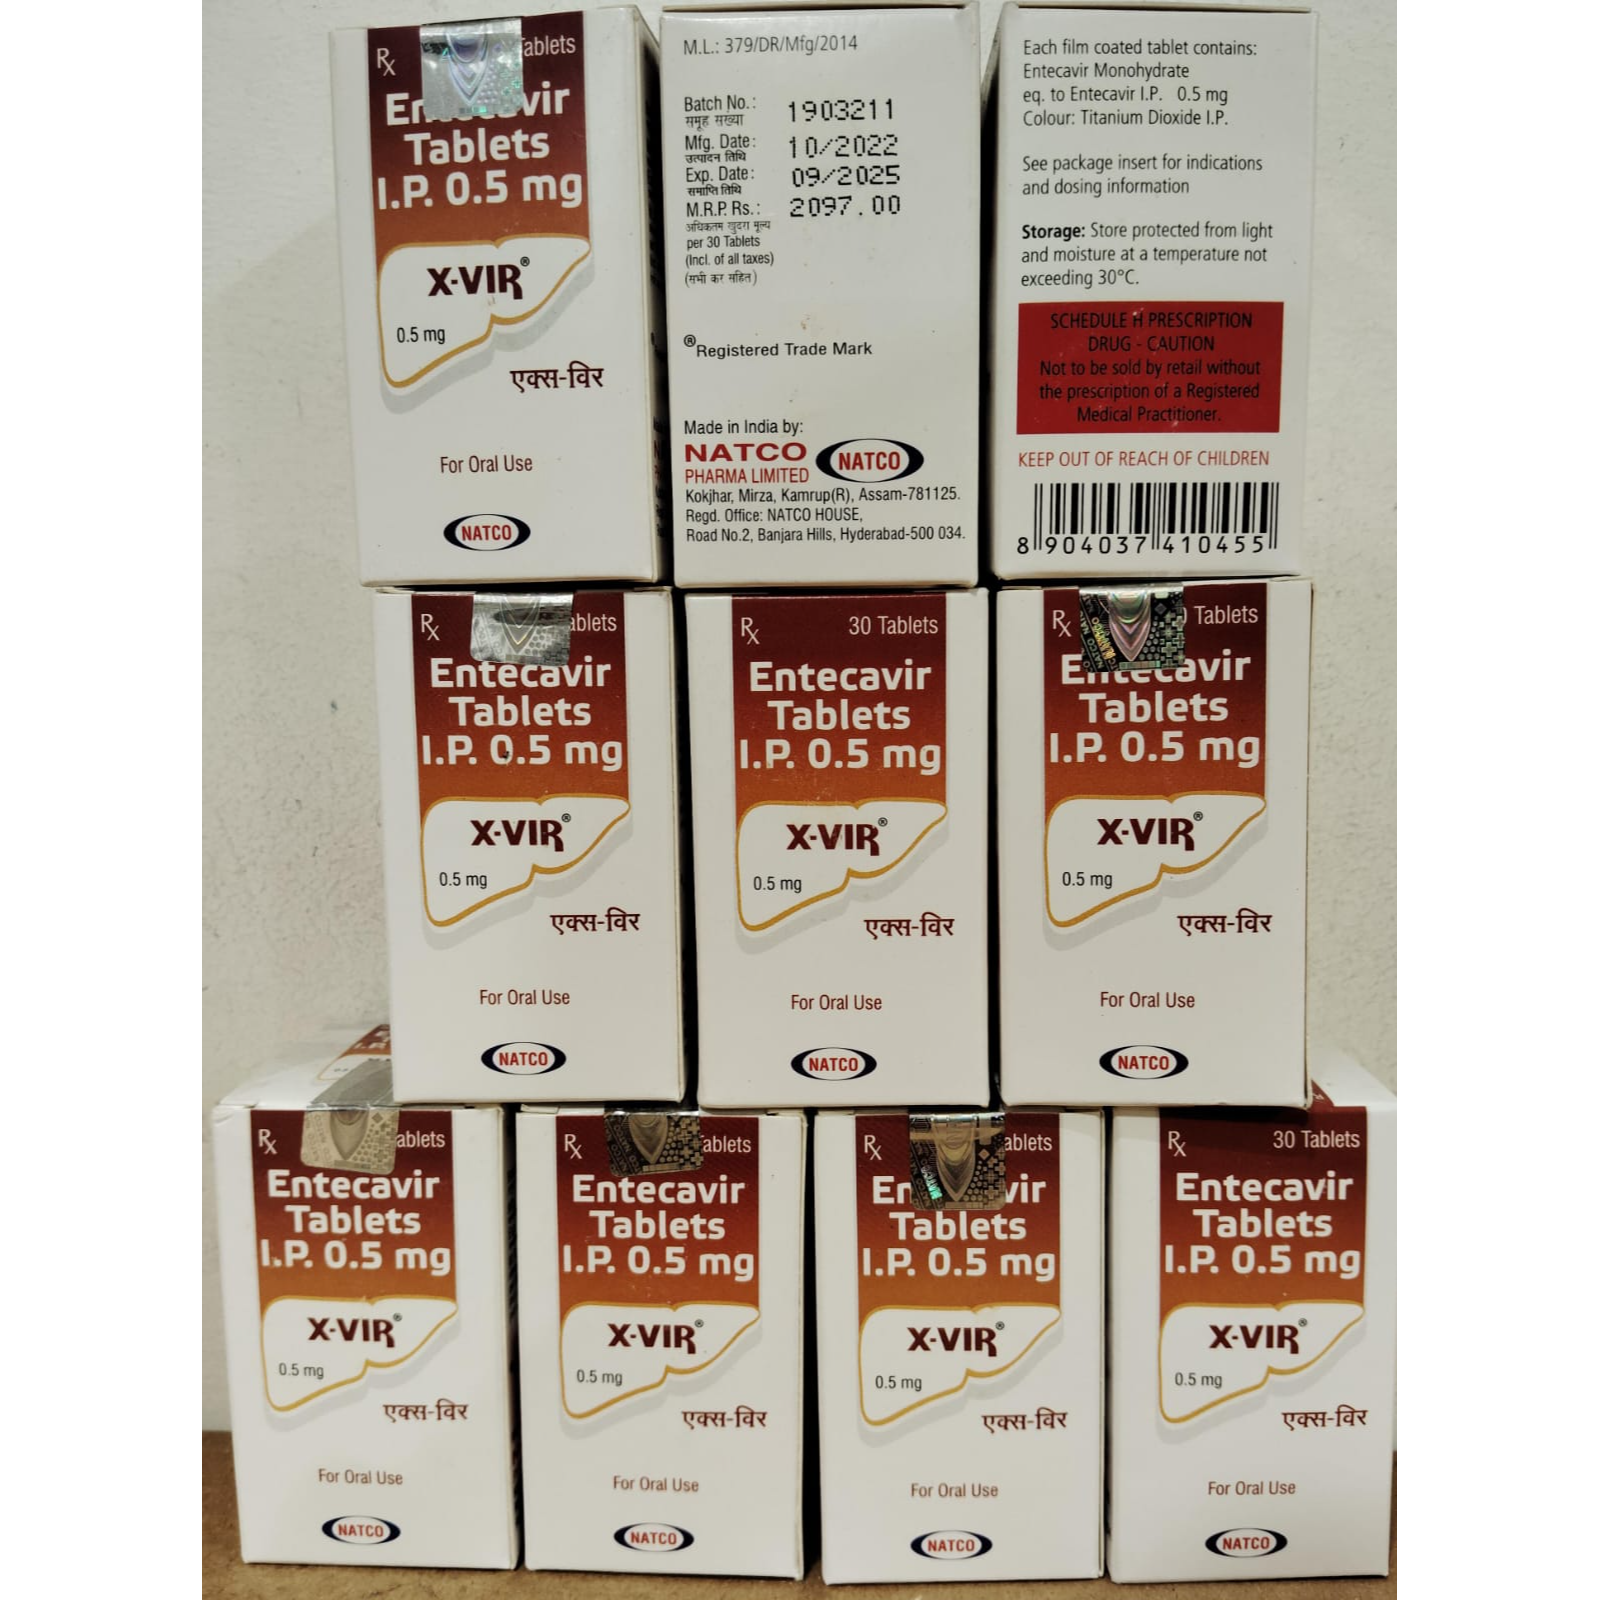 Rx ablets
En vir
Tablets
I.P. 0.5 mg
X-VIR®
0.5 mg
एक्स-विर
For Oral Use
NATCO
M.L.: 379/DR/Mfg/2014
Batch No.: 1903211
समूह संख्या
Mfg. Date: 10/2022
उत्पादन तिथि
Exp. Date: 09/2025
समाप्ति तिथि
M.R.P. Rs.: 2097.00
अधिकतम खुदरा मूल्य
per 30 Tablets
(Incl. of all taxes)
(सभी कर सहित)
®Registered Trade Mark
Made in India by:
NATCO
PHARMA LIMITED
NATCO
Kokjhar, Mirza, Kamrup(R), Assam-781125.
Regd. Office: NATCO HOUSE,
Road No.2, Banjara Hills, Hyderabad-500 034.
Each film coated tablet contains:
Entecavir Monohydrate
eq. to Entecavir I.P. 0.5 mg
Colour: Titanium Dioxide I.P.
See package insert for indications
and dosing information
Storage: Store protected from light
and moisture at a temperature not
exceeding 30°C.
SCHEDULE H PRESCRIPTION
DRUG - CAUTION
Not to be sold by retail without
the prescription of a Registered
Medical Practitioner.
KEEP OUT OF REACH OF CHILDREN
8 904037 410455
Rx ablets
Entecavir
Tablets
I.P. 0.5 mg
X-VIR®
0.5 mg
एक्स-विर
For Oral Use
NATCO
Rx 30 Tablets
Entecavir
Tablets
I.P. 0.5 mg
X-VIR®
0.5 mg
एक्स-विर
For Oral Use
NATCO
Rx Tablets
Entecavir
Tablets
I.P. 0.5 mg
X-VIR®
0.5 mg
एक्स-विर
For Oral Use
NATCO
Rx ablets
Entecavir
Tablets
I.P. 0.5 mg
X-VIR®
0.5 mg
एक्स-विर
For Oral Use
NATCO
Rx ablets
Entecavir
Tablets
I.P. 0.5 mg
X-VIR®
0.5 mg
एक्स-विर
For Oral Use
NATCO
Rx ablets
En vir
Tablets
I.P. 0.5 mg
X-VIR®
0.5 mg
एक्स-विर
For Oral Use
NATCO
Rx 30 Tablets
Entecavir
Tablets
I.P. 0.5 mg
X-VIR®
0.5 mg
एक्स-विर
For Oral Use
NATCO